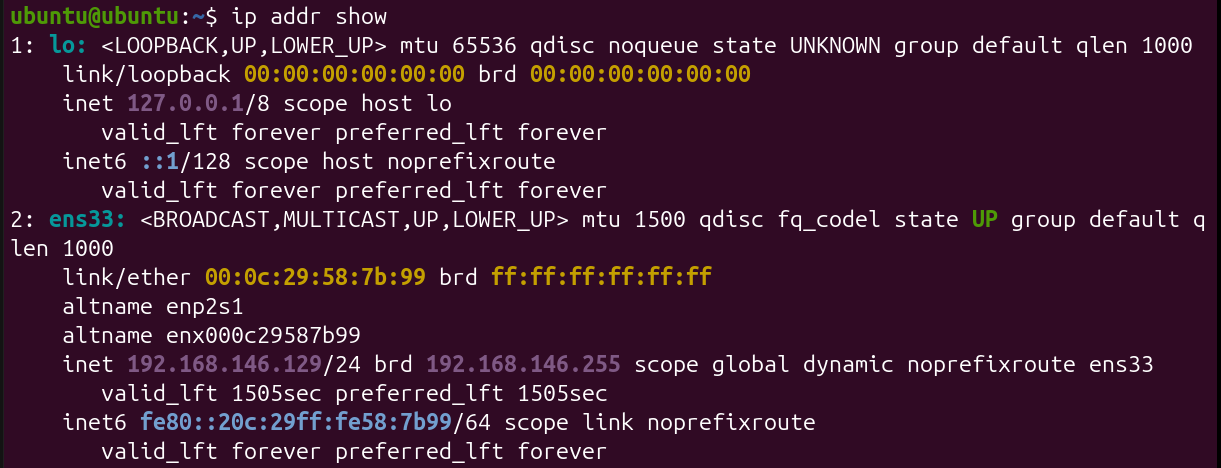 ubuntu@ubuntu:~$ ip addr show
1: lo: <LOOPBACK,UP,LOWER_UP> mtu 65536 qdisc noqueue state UNKNOWN group default qlen 1000
    link/loopback 00:00:00:00:00:00 brd 00:00:00:00:00:00
    inet 127.0.0.1/8 scope host lo
       valid_lft forever preferred_lft forever
    inet6 ::1/128 scope host noprefixroute
       valid_lft forever preferred_lft forever
2: ens33: <BROADCAST,MULTICAST,UP,LOWER_UP> mtu 1500 qdisc fq_codel state UP group default q
len 1000
    link/ether 00:0c:29:58:7b:99 brd ff:ff:ff:ff:ff:ff
    altname enp2s1
    altname enx000c29587b99
    inet 192.168.146.129/24 brd 192.168.146.255 scope global dynamic noprefixroute ens33
       valid_lft 1505sec preferred_lft 1505sec
    inet6 fe80::20c:29ff:fe58:7b99/64 scope link noprefixroute
       valid_lft forever preferred_lft forever